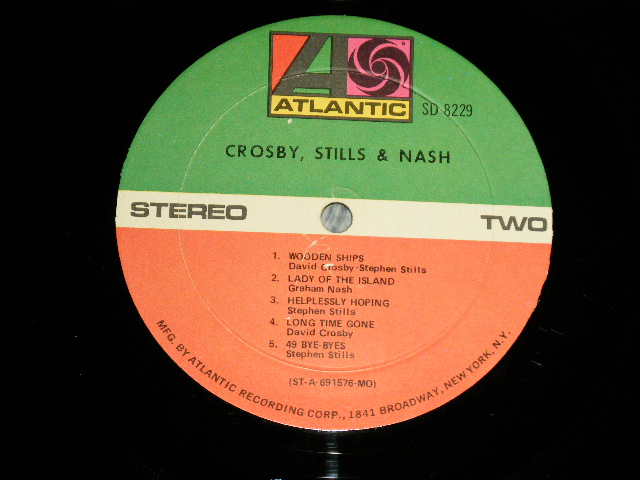 ATLANTIC
SD 8229
CROSBY, STILLS & NASH
STEREO
TWO
1. WOODEN SHIPS
David Crosby-Stephen Stills
2. LADY OF THE ISLAND
Graham Nash
3. HELPLESSLY HOPING
Stephen Stills
4. LONG TIME GONE
David Crosby
5. 49 BYE-BYES
Stephen Stills
(ST-A-691576-MO)
MFG. BY ATLANTIC RECORDING CORP., 1841 BROADWAY, NEW YORK, N.Y.